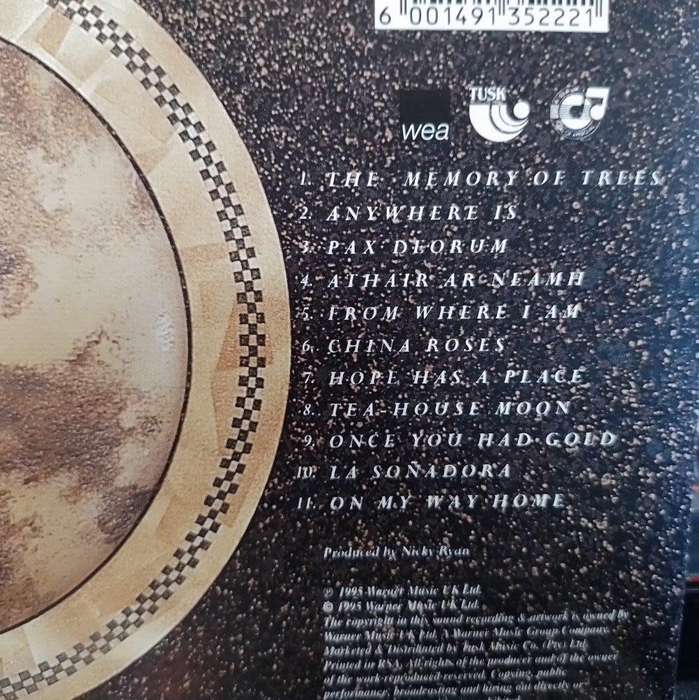 6 001491 352221
wea
TUSK
1. THE MEMORY OF TREES
2. ANYWHERE IS
3. PAX DEORUM
4. ATHAIR AR NEAMH
5. FROM WHERE I AM
6. CHINA ROSES
7. HOPE HAS A PLACE
8. TEA-HOUSE MOON
9. ONCE YOU HAD GOLD
10. LA SOÑADORA
11. ON MY WAY HOME
Produced by Nicky Ryan
℗ 1995 Warner Music UK Ltd.
© 1995 Warner Music UK Ltd.
The copyright in this sound recording & artwork is owned by
Warner Music UK Ltd. A Warner Music Group Company.
Marketed & Distributed by Tusk Music Co. (Pty) Ltd.
Printed in RSA. All rights of the producer and of the owner
of the work reproduced reserved. Copying, public
performance, broadcasting and hiring out directly or